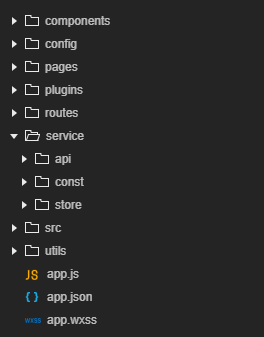 components
config
pages
plugins
routes
service
api
const
store
src
utils
JS app.js
{ } app.json
wxss app.wxss